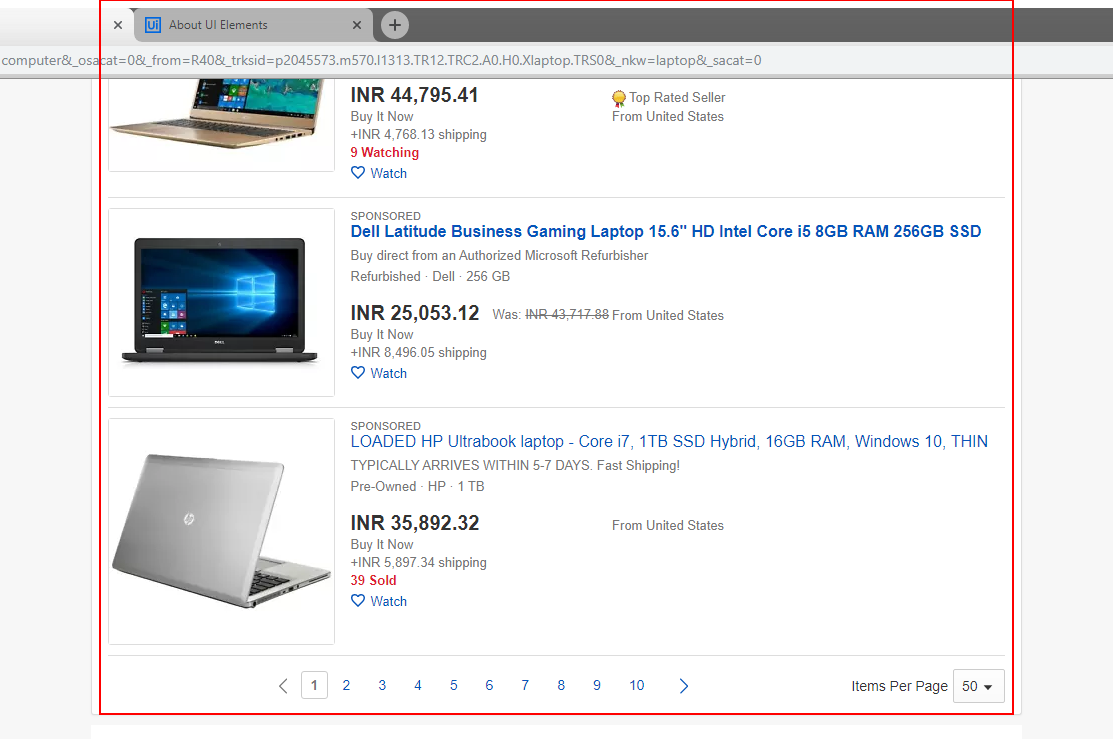 × Ui About UI Elements × +
computer&_osacat=0&_from=R40&_trksid=p2045573.m570.l1313.TR12.TRC2.A0.H0.Xlaptop.TRS0&_nkw=laptop&_sacat=0
INR 44,795.41
Top Rated Seller
Buy It Now
From United States
+INR 4,768.13 shipping
9 Watching
Watch
SPONSORED
Dell Latitude Business Gaming Laptop 15.6" HD Intel Core i5 8GB RAM 256GB SSD
Buy direct from an Authorized Microsoft Refurbisher
Refurbished · Dell · 256 GB
INR 25,053.12 Was: INR 43,717.88 From United States
Buy It Now
+INR 8,496.05 shipping
Watch
DELL
SPONSORED
LOADED HP Ultrabook laptop - Core i7, 1TB SSD Hybrid, 16GB RAM, Windows 10, THIN
TYPICALLY ARRIVES WITHIN 5-7 DAYS. Fast Shipping!
Pre-Owned · HP · 1 TB
INR 35,892.32 From United States
Buy It Now
+INR 5,897.34 shipping
39 Sold
Watch
hp
1 2 3 4 5 6 7 8 9 10
Items Per Page 50